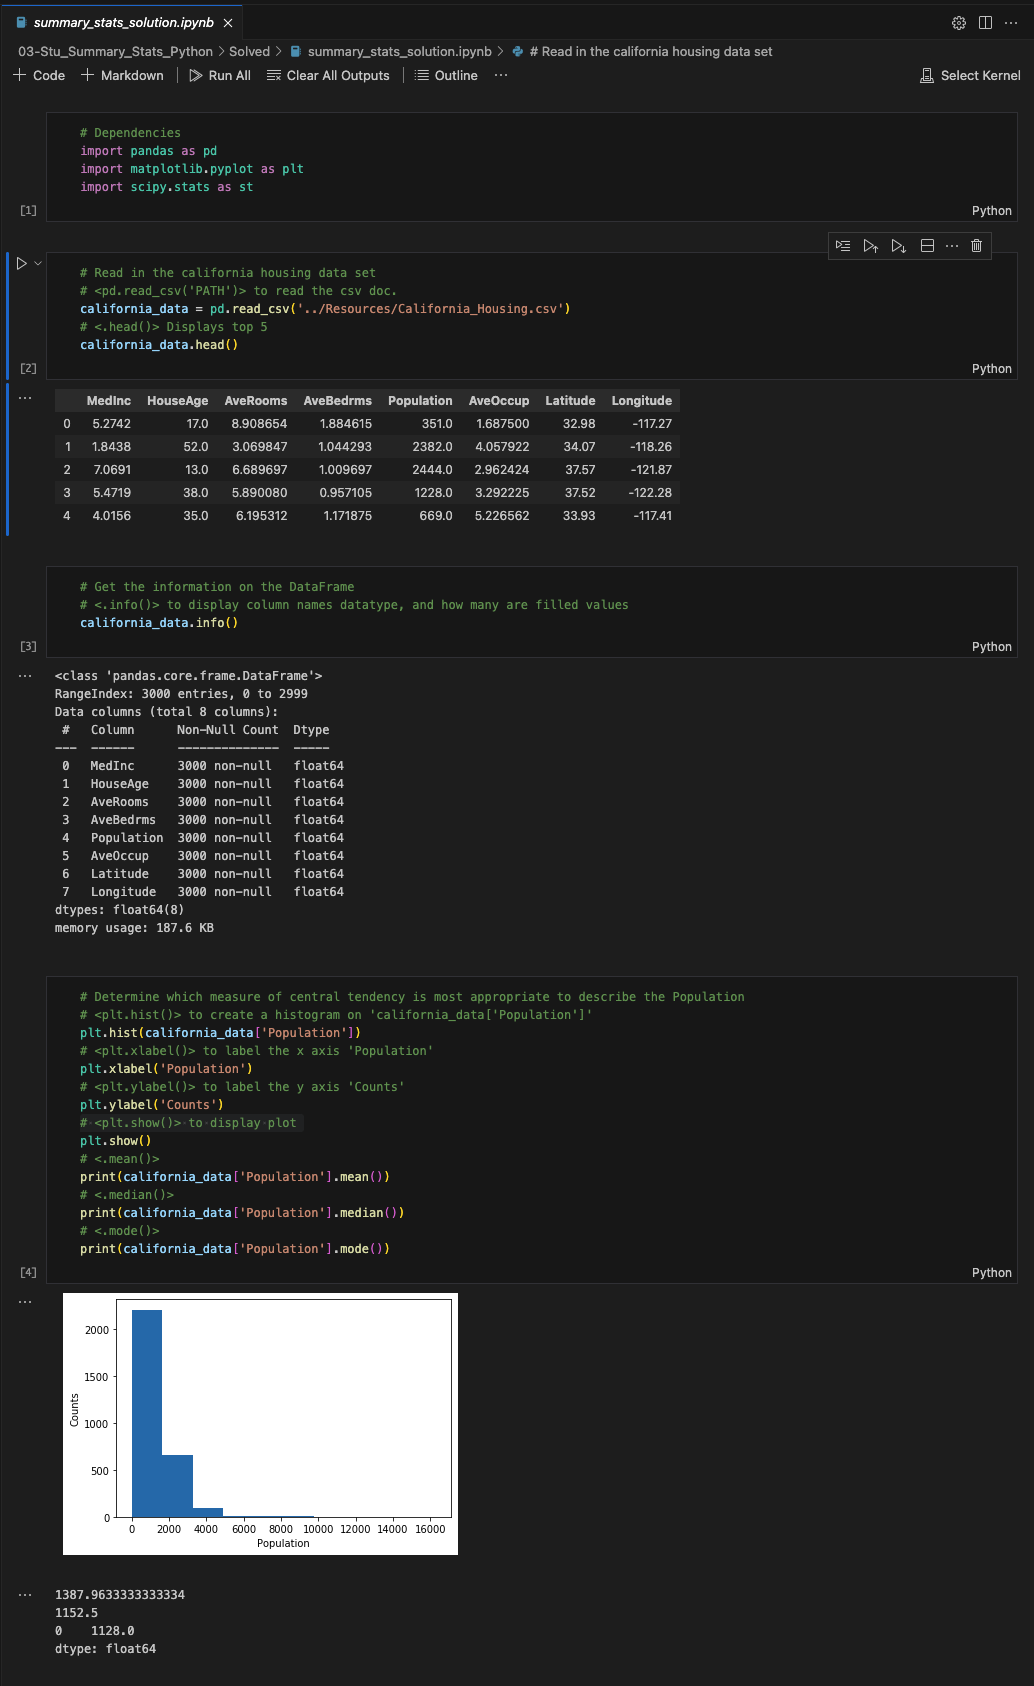 summary_stats_solution.ipynb
03-Stu_Summary_Stats_Python > Solved > summary_stats_solution.ipynb > # Read in the california housing data set
+ Code + Markdown | Run All Clear All Outputs | Outline ... Select Kernel
# Dependencies
import pandas as pd
import matplotlib.pyplot as plt
import scipy.stats as st
[1] Python
# Read in the california housing data set
# <pd.read_csv('PATH')> to read the csv doc.
california_data = pd.read_csv('../Resources/California_Housing.csv')
# <.head()> Displays top 5
california_data.head()
[2] Python
MedInc HouseAge AveRooms AveBedrms Population AveOccup Latitude Longitude
0 5.2742 17.0 8.908654 1.884615 351.0 1.687500 32.98 -117.27
1 1.8438 52.0 3.069847 1.044293 2382.0 4.057922 34.07 -118.26
2 7.0691 13.0 6.689697 1.009697 2444.0 2.962424 37.57 -121.87
3 5.4719 38.0 5.890080 0.957105 1228.0 3.292225 37.52 -122.28
4 4.0156 35.0 6.195312 1.171875 669.0 5.226562 33.93 -117.41
# Get the information on the DataFrame
# <.info()> to display column names datatype, and how many are filled values
california_data.info()
[3] Python
<class 'pandas.core.frame.DataFrame'>
RangeIndex: 3000 entries, 0 to 2999
Data columns (total 8 columns):
# Column Non-Null Count Dtype
--- ------ -------------- -----
0 MedInc 3000 non-null float64
1 HouseAge 3000 non-null float64
2 AveRooms 3000 non-null float64
3 AveBedrms 3000 non-null float64
4 Population 3000 non-null float64
5 AveOccup 3000 non-null float64
6 Latitude 3000 non-null float64
7 Longitude 3000 non-null float64
dtypes: float64(8)
memory usage: 187.6 KB
# Determine which measure of central tendency is most appropriate to describe the Population
# <plt.hist()> to create a histogram on 'california_data['Population']'
plt.hist(california_data['Population'])
# <plt.xlabel()> to label the x axis 'Population'
plt.xlabel('Population')
# <plt.ylabel()> to label the y axis 'Counts'
plt.ylabel('Counts')
# <plt.show()> to display plot
plt.show()
# <.mean()>
print(california_data['Population'].mean())
# <.median()>
print(california_data['Population'].median())
# <.mode()>
print(california_data['Population'].mode())
[4] Python
2000
1500
Counts
1000
500
0
0 2000 4000 6000 8000 10000 12000 14000 16000
Population
1387.9633333333334
1152.5
0 1128.0
dtype: float64